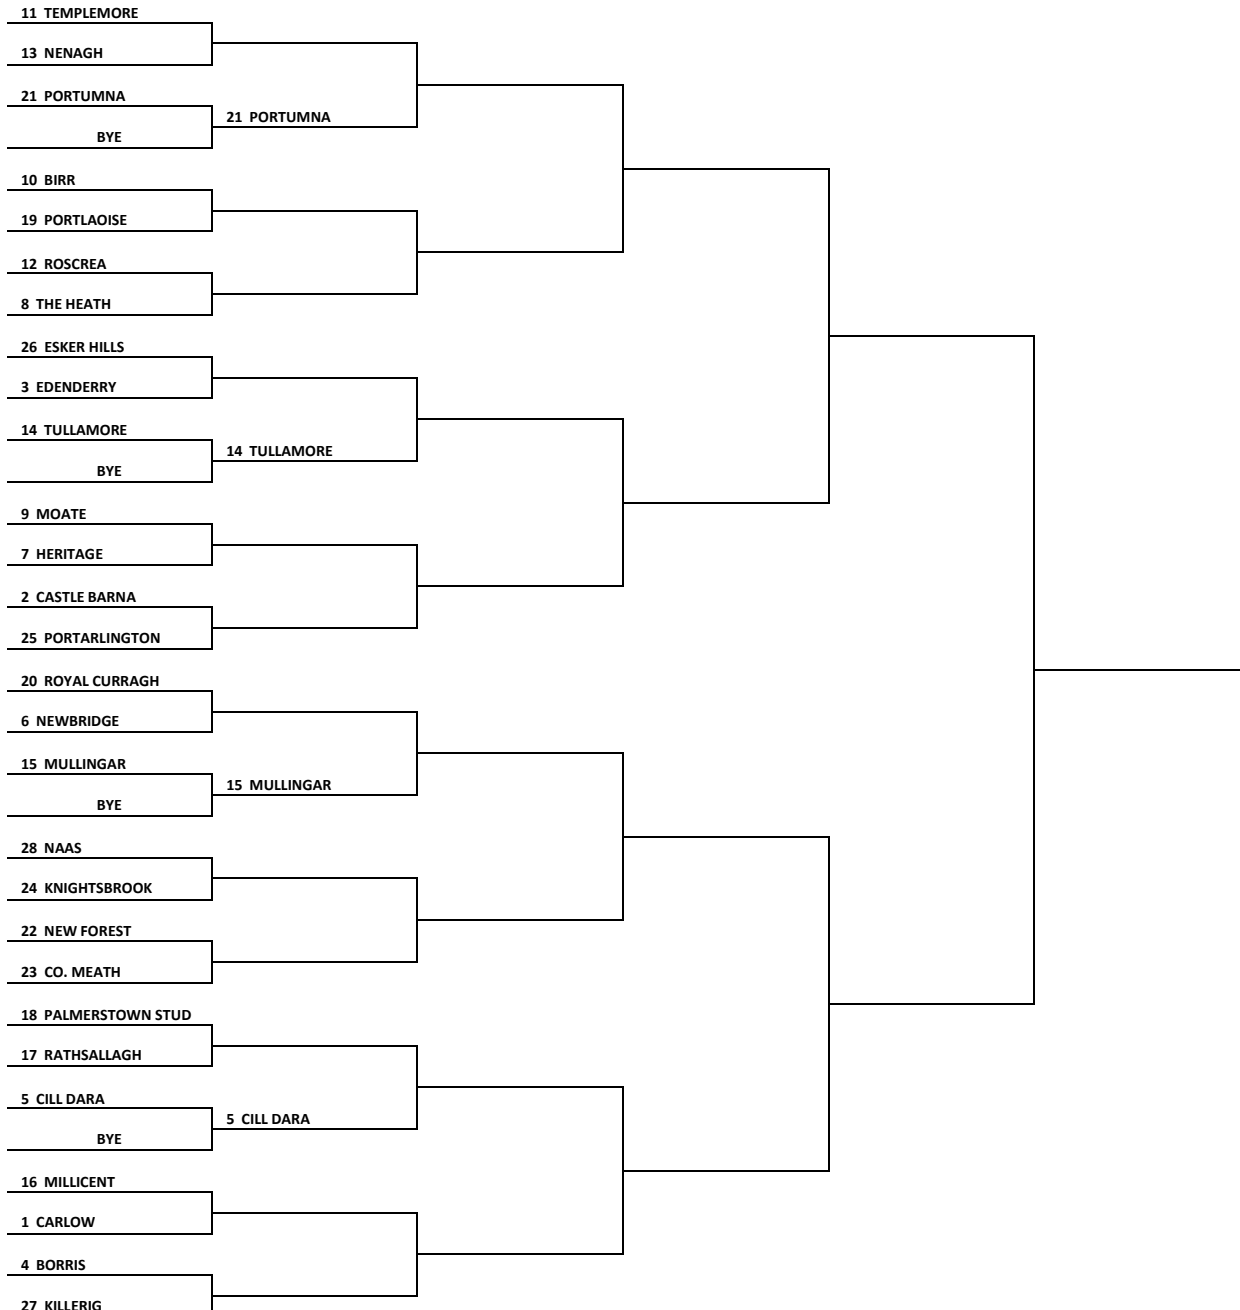 11 TEMPLEMORE
13 NENAGH
21 PORTUMNA
21 PORTUMNA
BYE
10 BIRR
19 PORTLAOISE
12 ROSCREA
8 THE HEATH
26 ESKER HILLS
3 EDENDERRY
14 TULLAMORE
14 TULLAMORE
BYE
9 MOATE
7 HERITAGE
2 CASTLE BARNA
25 PORTARLINGTON
20 ROYAL CURRAGH
6 NEWBRIDGE
15 MULLINGAR
15 MULLINGAR
BYE
28 NAAS
24 KNIGHTSBROOK
22 NEW FOREST
23 CO. MEATH
18 PALMERSTOWN STUD
17 RATHSALLAGH
5 CILL DARA
5 CILL DARA
BYE
16 MILLICENT
1 CARLOW
4 BORRIS
27 KILLERIG